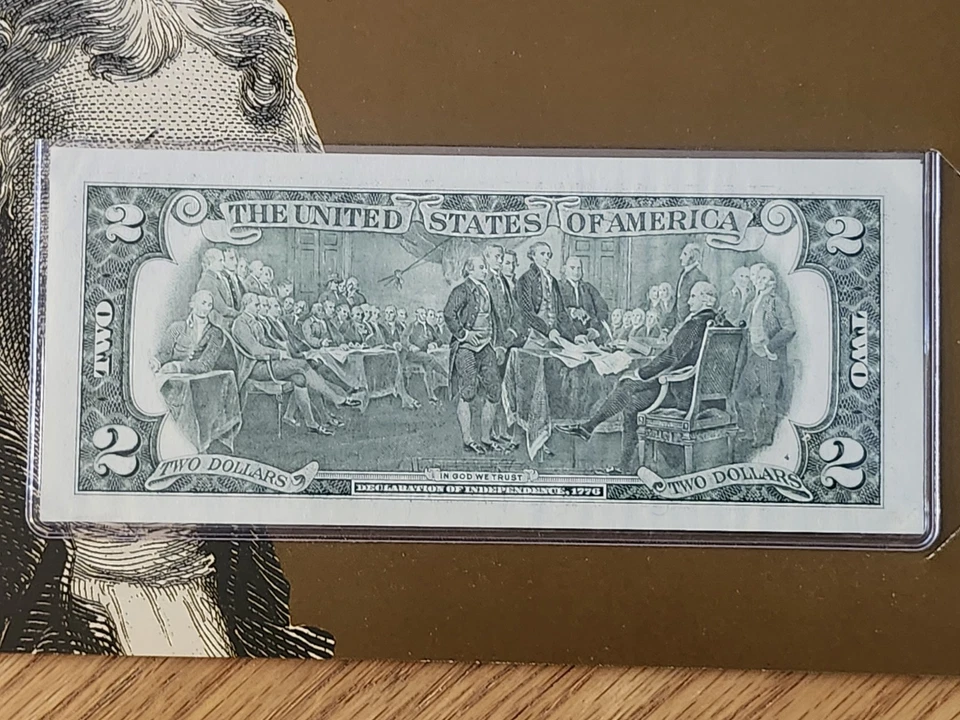 THE UNITED STATES OF AMERICA
2
2
TWO
TWO
2
2
TWO DOLLARS
IN GOD WE TRUST
TWO DOLLARS
DECLARATION OF INDEPENDENCE, 1776